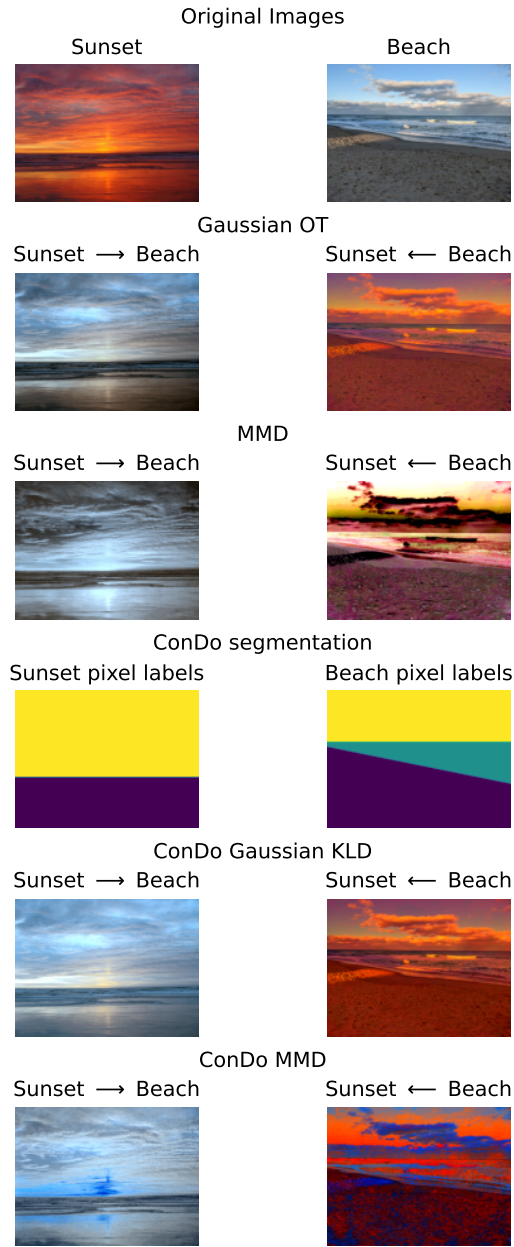 Original Images
Sunset Beach
Gaussian OT
Sunset ⟶ Beach Sunset ⟵ Beach
MMD
Sunset ⟶ Beach Sunset ⟵ Beach
ConDo segmentation
Sunset pixel labels Beach pixel labels
ConDo Gaussian KLD
Sunset ⟶ Beach Sunset ⟵ Beach
ConDo MMD
Sunset ⟶ Beach Sunset ⟵ Beach